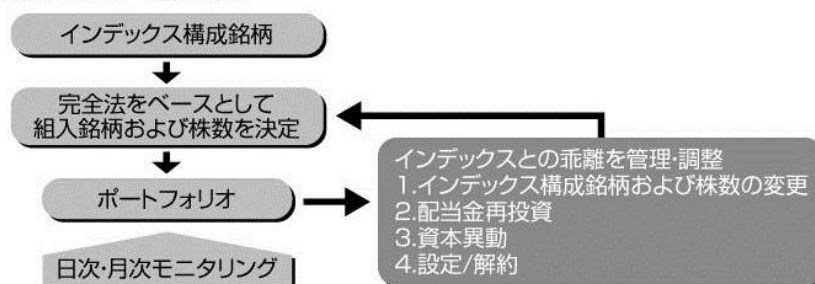 インデックス構成銘柄
完全法をベースとして
組入銘柄および株数を決定
ポートフォリオ
日次・月次モニタリング
インデックスとの乖離を管理・調整
1.インデックス構成銘柄および株数の変更
2.配当金再投資
3.資本異動
4.設定/解約